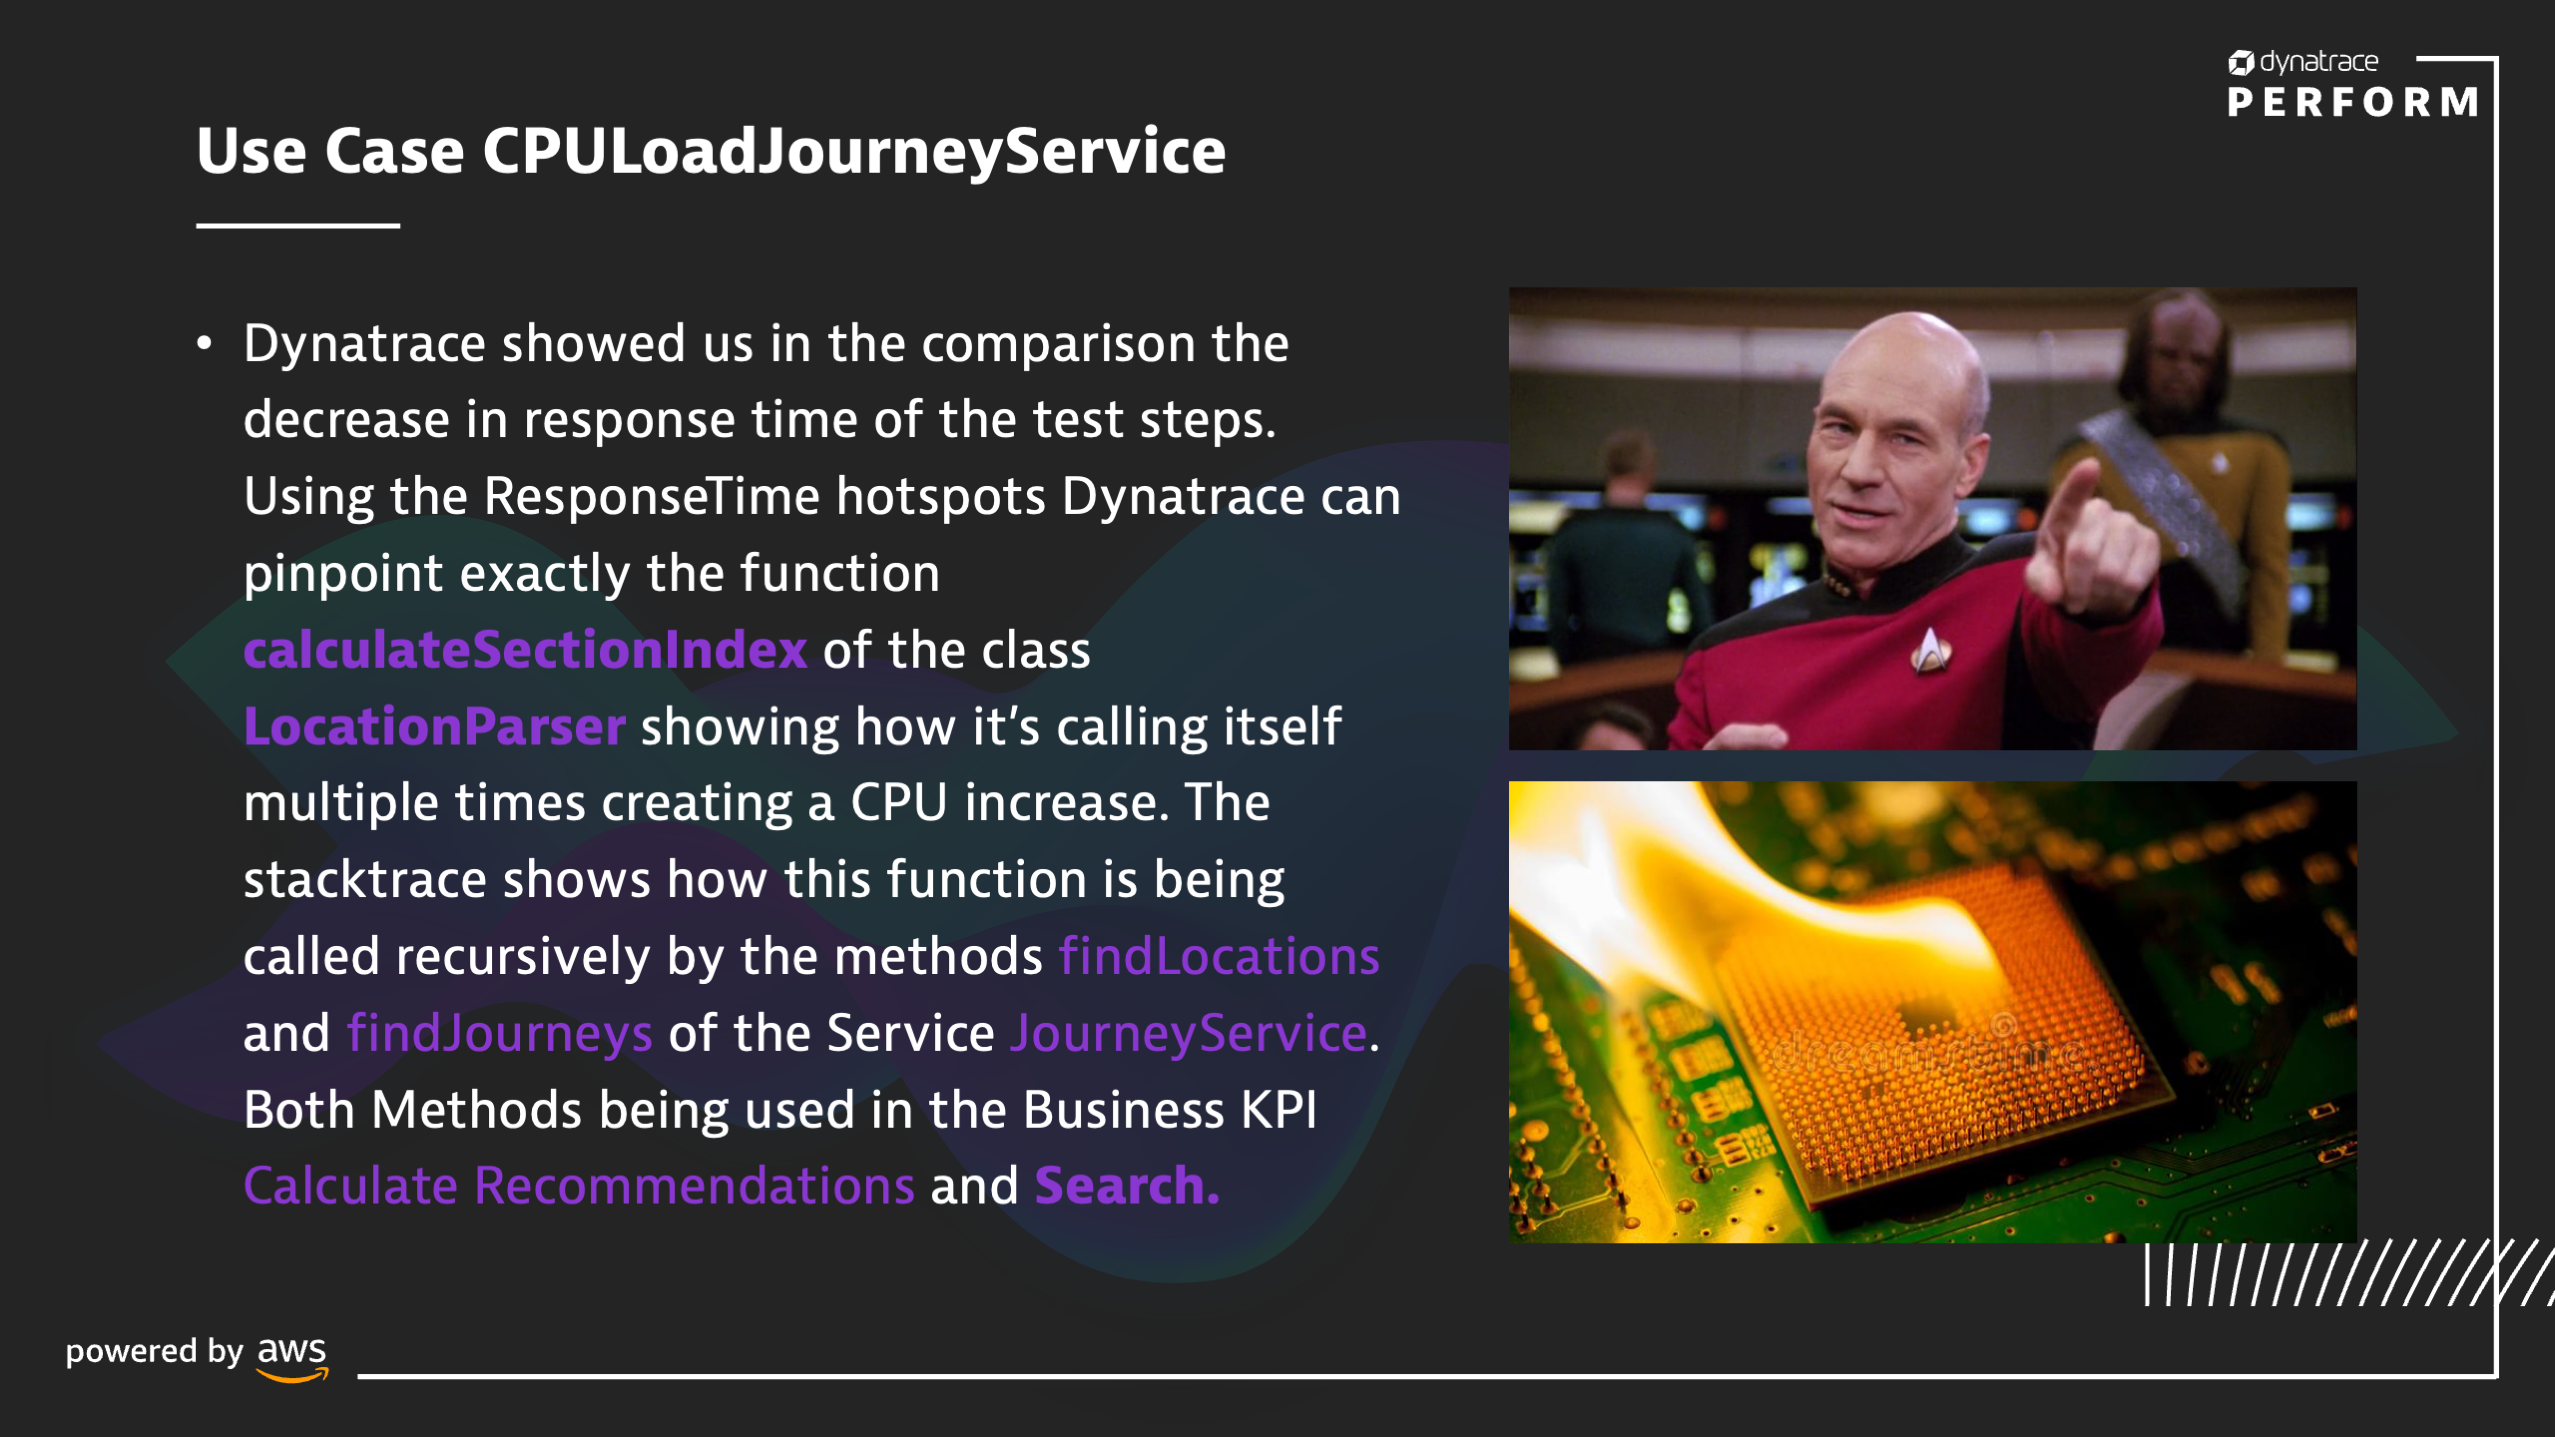 dynatrace
PERFORM
Use Case CPULoadJourneyService
• Dynatrace showed us in the comparison the
decrease in response time of the test steps.
Using the ResponseTime hotspots Dynatrace can
pinpoint exactly the function
calculateSectionIndex of the class
LocationParser showing how it’s calling itself
multiple times creating a CPU increase. The
stacktrace shows how this function is being
called recursively by the methods findLocations
and findJourneys of the Service JourneyService.
Both Methods being used in the Business KPI
Calculate Recommendations and Search.
dreamstime
powered by aws